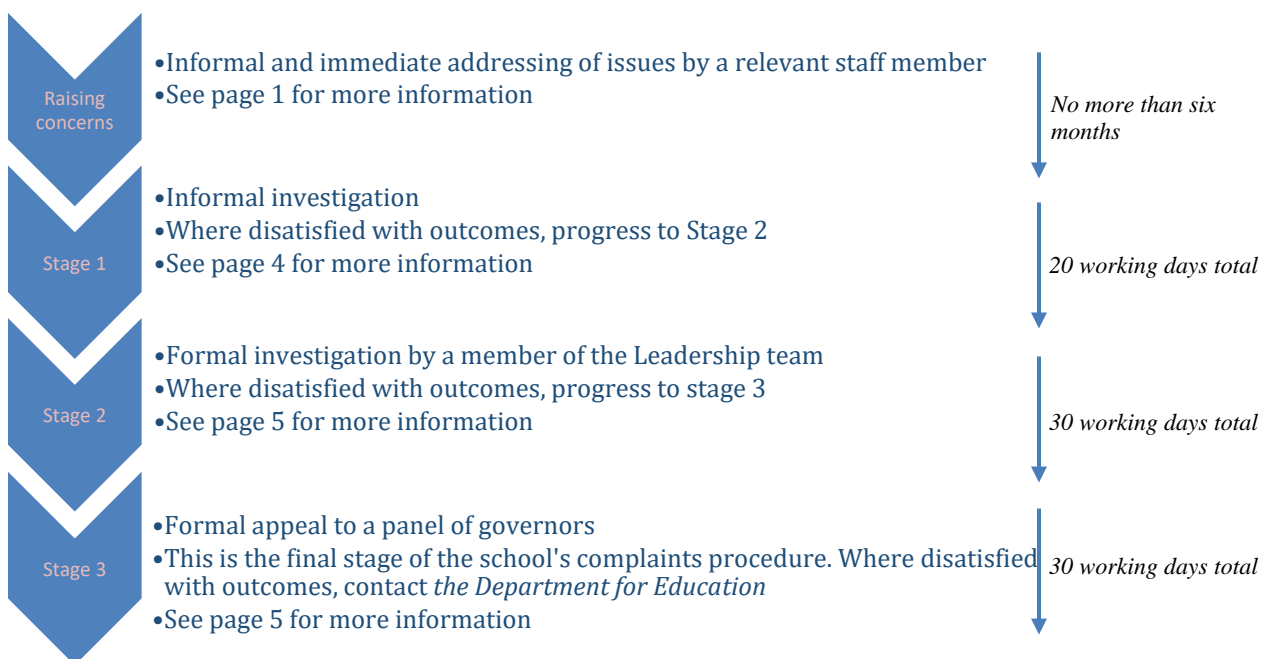 Raising
concerns
•Informal and immediate addressing of issues by a relevant staff member
•See page 1 for more information
No more than six
months
Stage 1
•Informal investigation
•Where disatisfied with outcomes, progress to Stage 2
•See page 4 for more information
20 working days total
Stage 2
•Formal investigation by a member of the Leadership team
•Where disatisfied with outcomes, progress to stage 3
•See page 5 for more information
30 working days total
Stage 3
•Formal appeal to a panel of governors
•This is the final stage of the school's complaints procedure. Where disatisfied
with outcomes, contact the Department for Education
•See page 5 for more information
30 working days total